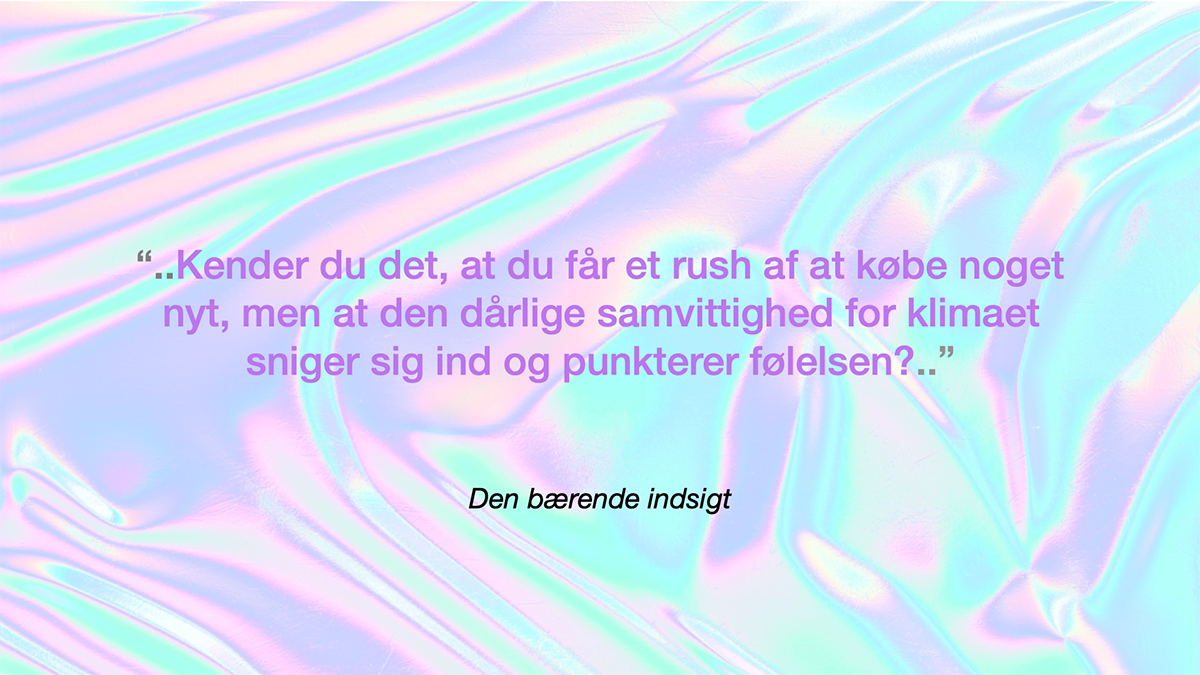 “..Kender du det, at du får et rush af at købe noget
nyt, men at den dårlige samvittighed for klimaet
sniger sig ind og punkterer følelsen?..”
Den bærende indsigt